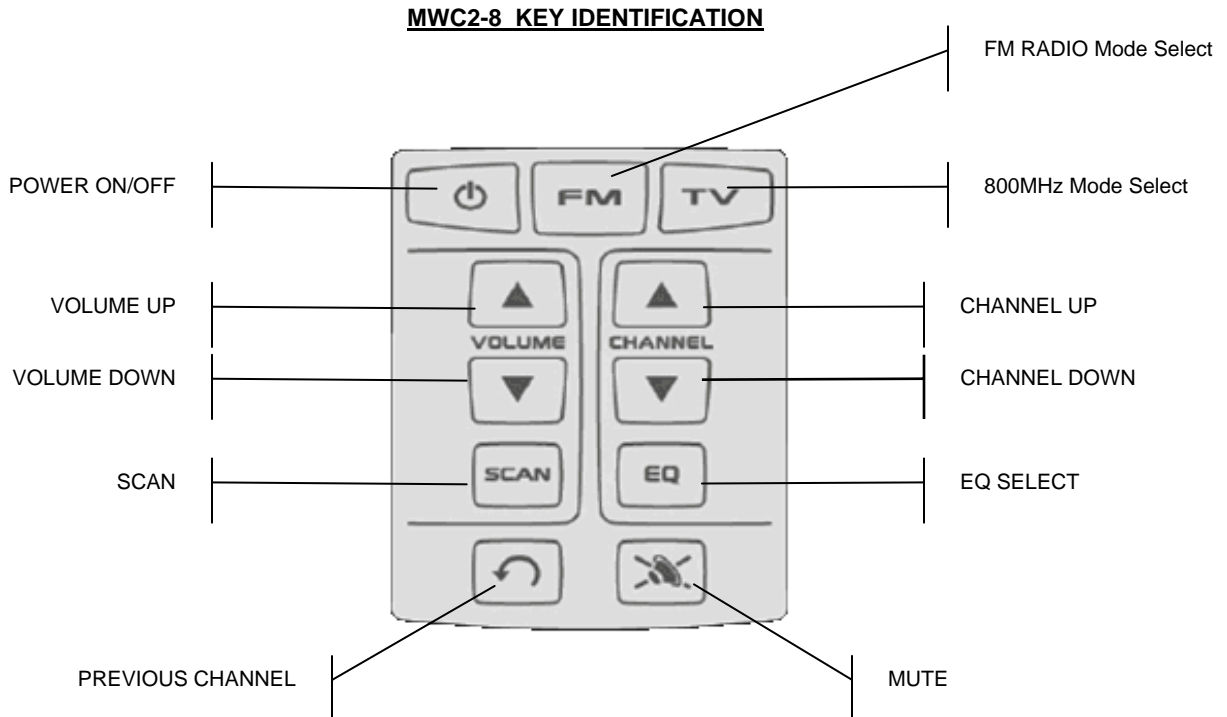 MWC2-8 KEY IDENTIFICATION
FM RADIO Mode Select
POWER ON/OFF
FM
TV
800MHz Mode Select
VOLUME UP
CHANNEL UP
VOLUME
CHANNEL
VOLUME DOWN
CHANNEL DOWN
SCAN
SCAN
EQ
EQ SELECT
PREVIOUS CHANNEL
MUTE